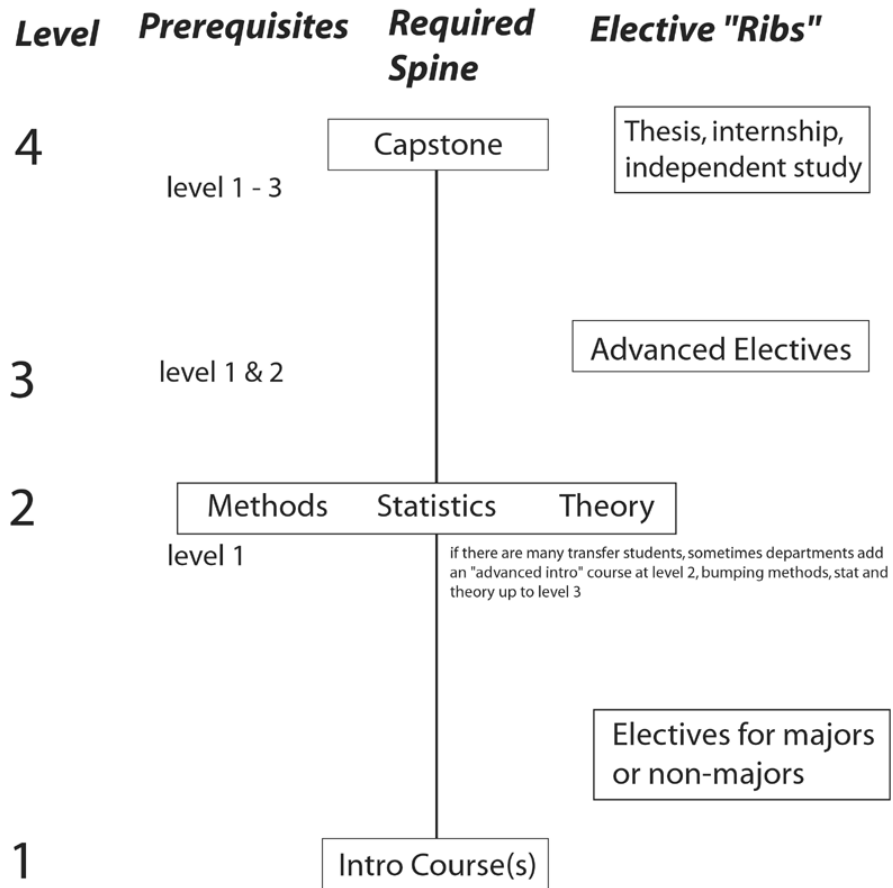 Level Prerequisites Required Spine Elective "Ribs"
4
Capstone
Thesis, internship,
independent study
level 1 - 3
Advanced Electives
3
level 1 & 2
2
Methods Statistics Theory
level 1
if there are many transfer students, sometimes departments add
an "advanced intro" course at level 2, bumping methods, stat and
theory up to level 3
Electives for majors
or non-majors
1
Intro Course(s)